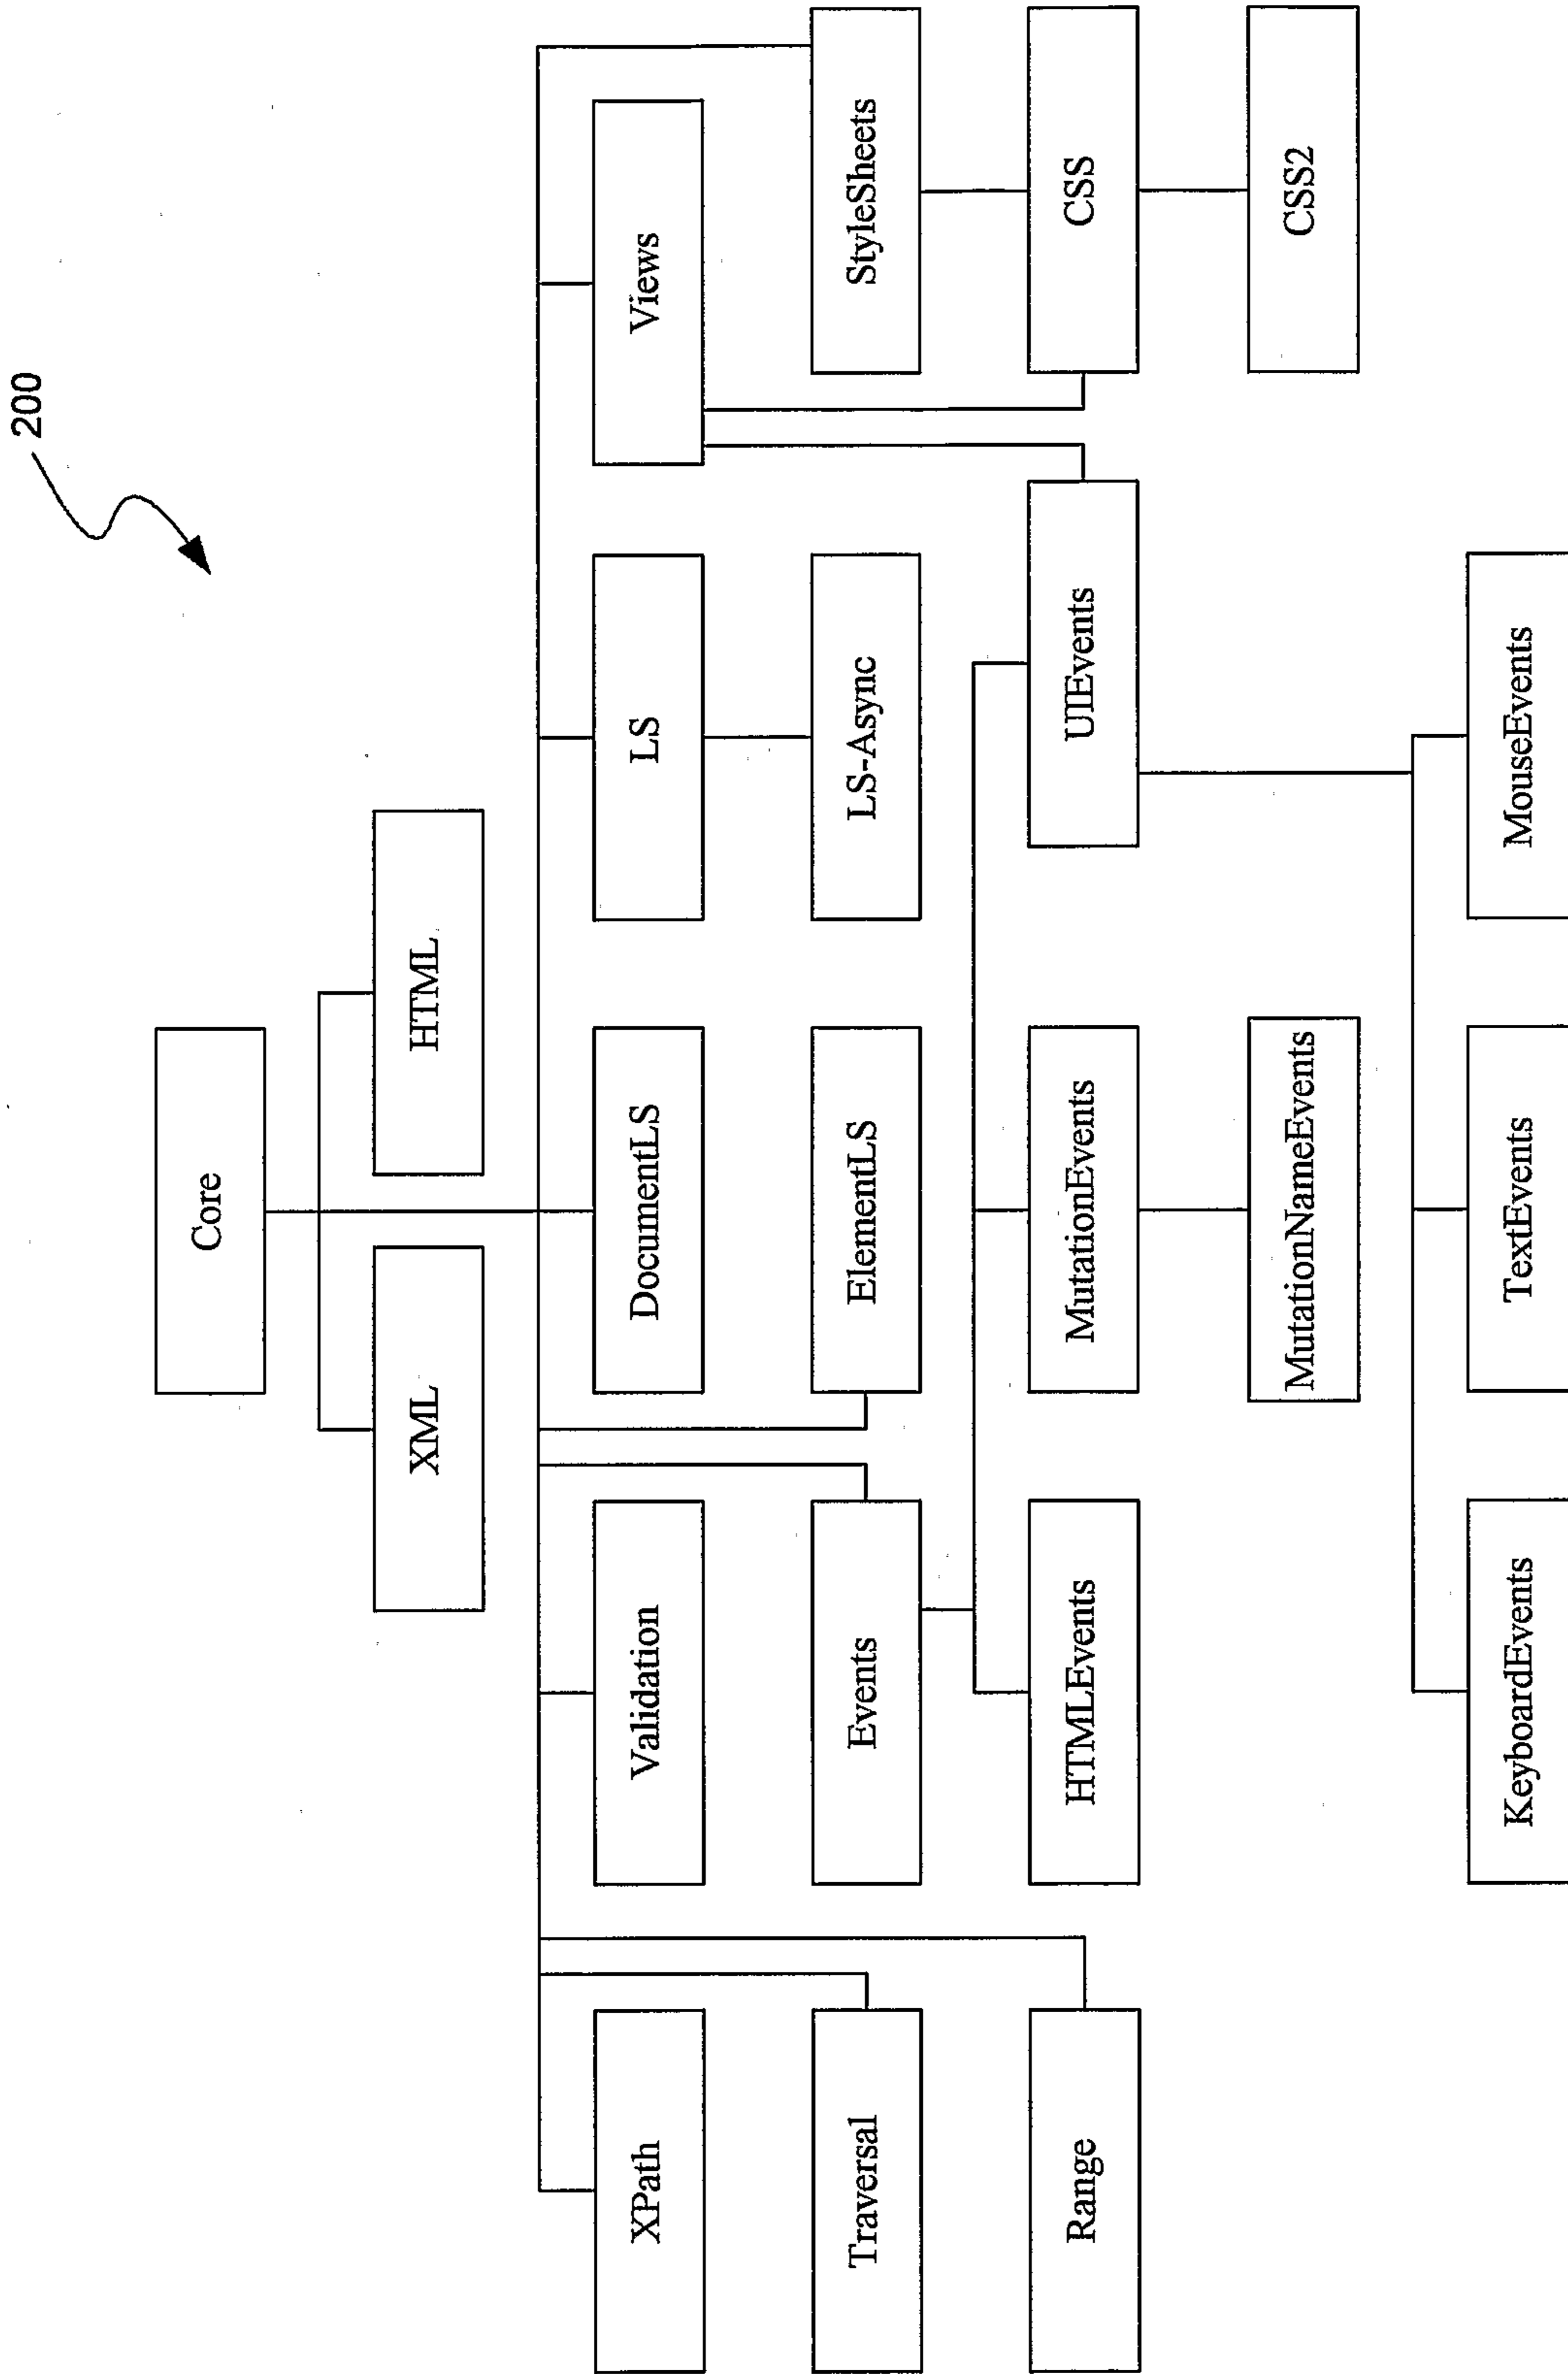 200
Core
XML
HTML
XPath
Validation
DocumentLS
LS
Views
Traversal
Events
ElementLS
LS-Async
StyleSheets
Range
HTMLEvents
MutationEvents
UIEvents
CSS
MutationNameEvents
CSS2
KeyboardEvents
TextEvents
MouseEvents